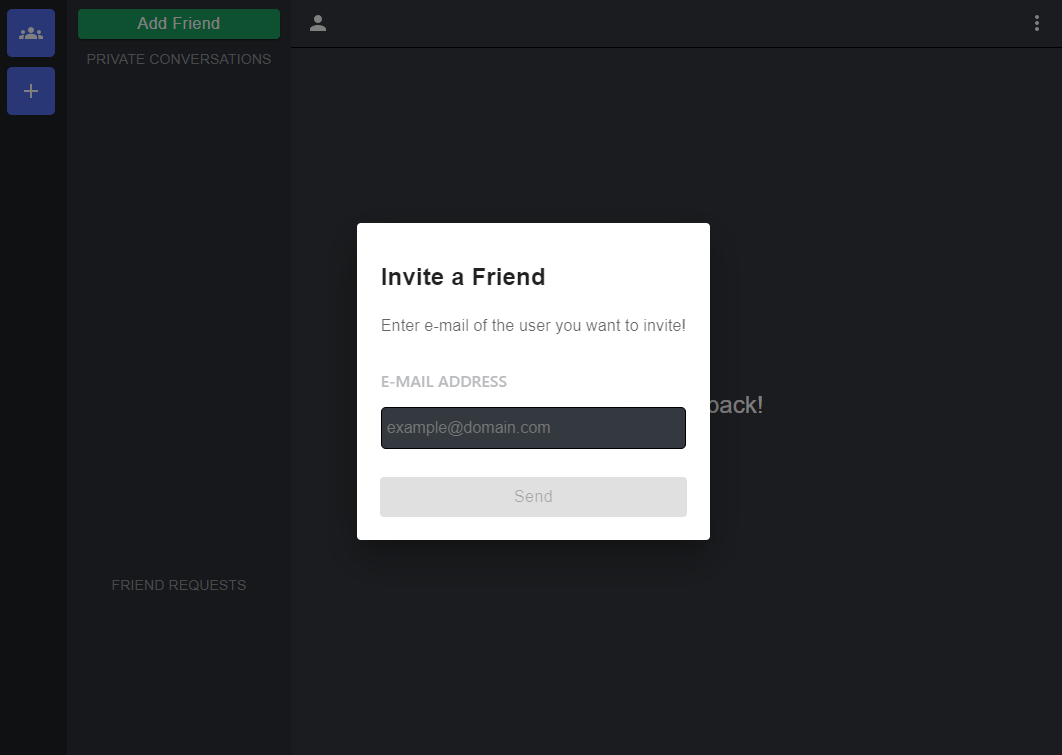 Add Friend
PRIVATE CONVERSATIONS
Invite a Friend
Enter e-mail of the user you want to invite!
E-MAIL ADDRESS
back!
example@domain.com
Send
FRIEND REQUESTS